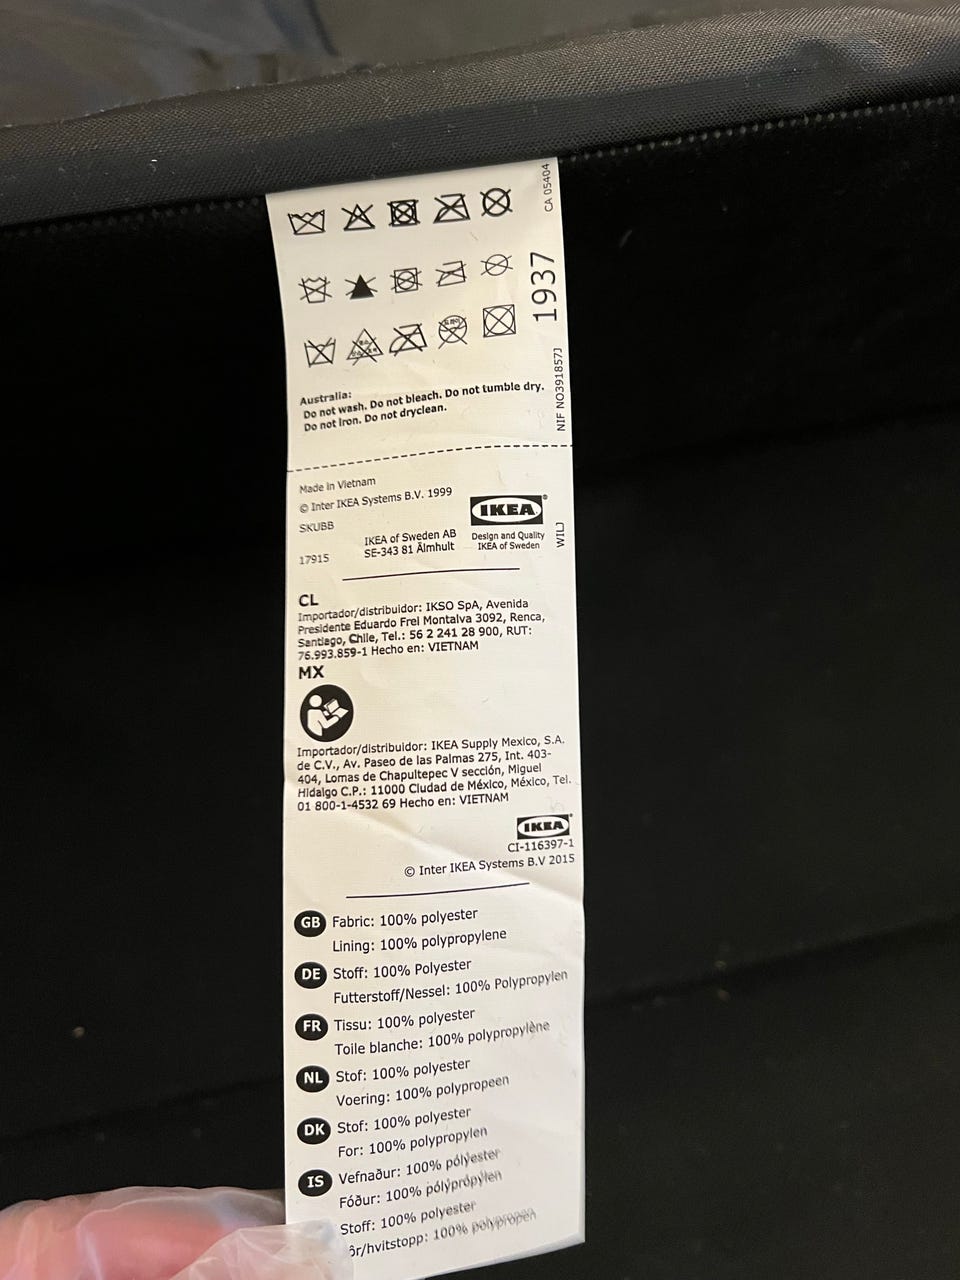 CA 05404
1937
NIF NO391857J
Australia:
Do not wash. Do not bleach. Do not tumble dry.
Do not iron. Do not dryclean.
Made in Vietnam
© Inter IKEA Systems B.V. 1999
SKUBB
17915
IKEA of Sweden AB
SE-343 81 Älmhult
IKEA®
Design and Quality
IKEA of Sweden
WILJ
CL
Importador/distribuidor: IKSO SpA, Avenida
Presidente Eduardo Frei Montalva 3092, Renca,
Santiago, Chile, Tel.: 56 2 241 28 900, RUT:
76.993.859-1 Hecho en: VIETNAM
MX
Importador/distribuidor: IKEA Supply Mexico, S.A.
de C.V., Av. Paseo de las Palmas 275, Int. 403-
404, Lomas de Chapultepec V sección, Miguel
Hidalgo C.P.: 11000 Ciudad de México, México, Tel.
01 800-1-4532 69 Hecho en: VIETNAM
IKEA®
CI-116397-1
© Inter IKEA Systems B.V 2015
GB Fabric: 100% polyester
Lining: 100% polypropylene
DE Stoff: 100% Polyester
Futterstoff/Nessel: 100% Polypropylen
FR Tissu: 100% polyester
Toile blanche: 100% polypropylène
NL Stof: 100% polyester
Voering: 100% polypropeen
DK Stof: 100% polyester
For: 100% polypropylen
IS Vefnaður: 100% pólýester
Fóður: 100% pólýprópýlen
Stoff: 100% polyester
ôr/hvitstopp: 100% polypropen